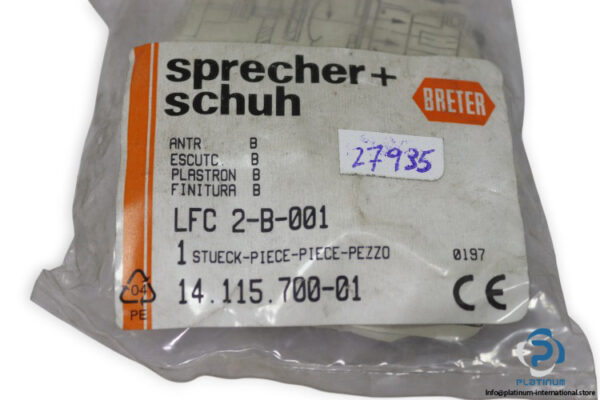 sprecher+
schuh
BRETER
27935
ANTR. B
ESCUTC. B
PLASTRON B
FINITURA B
LFC 2-B-001
1 STUECK-PIECE-PIECE-PEZZO 0197
14.115.700-01
CE
04
PE
PLATINUM
info@platinum-international.store